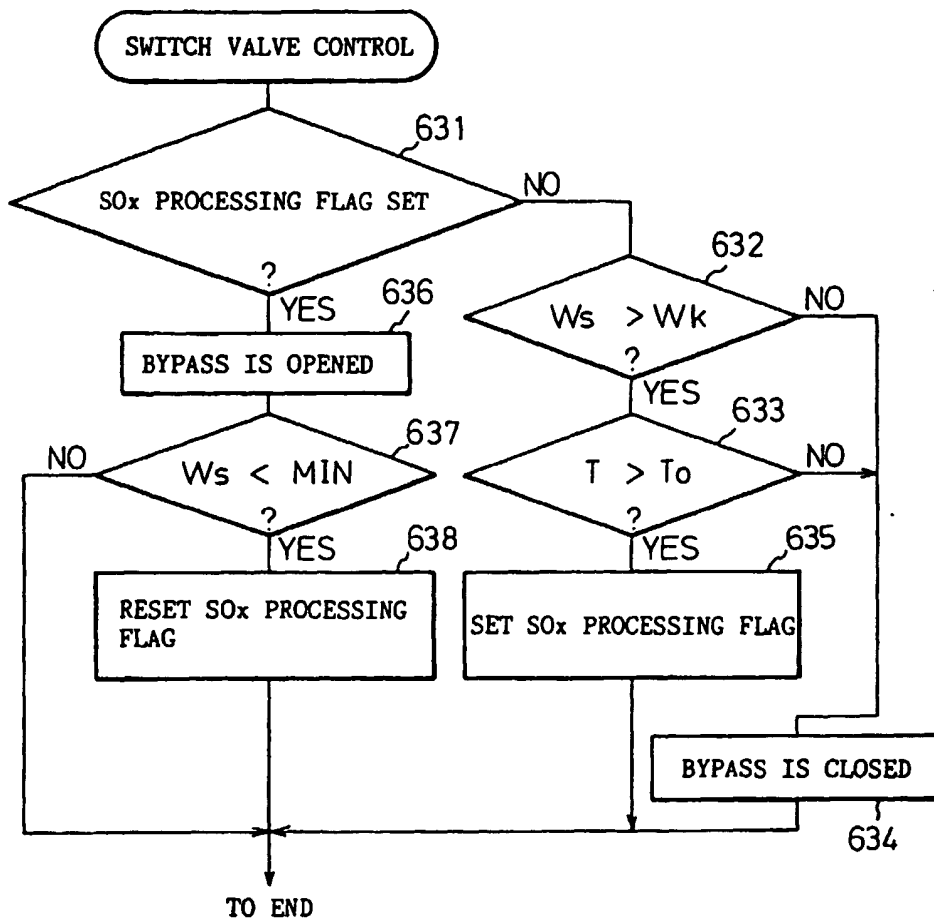 SWITCH VALVE CONTROL
631
SOx PROCESSING FLAG SET
?
NO
YES
632
Ws > Wk
?
NO
YES
636
BYPASS IS OPENED
637
NO
Ws < MIN
?
YES
633
T > To
?
NO
YES
638
RESET SOx PROCESSING
FLAG
635
SET SOx PROCESSING FLAG
BYPASS IS CLOSED
634
TO END